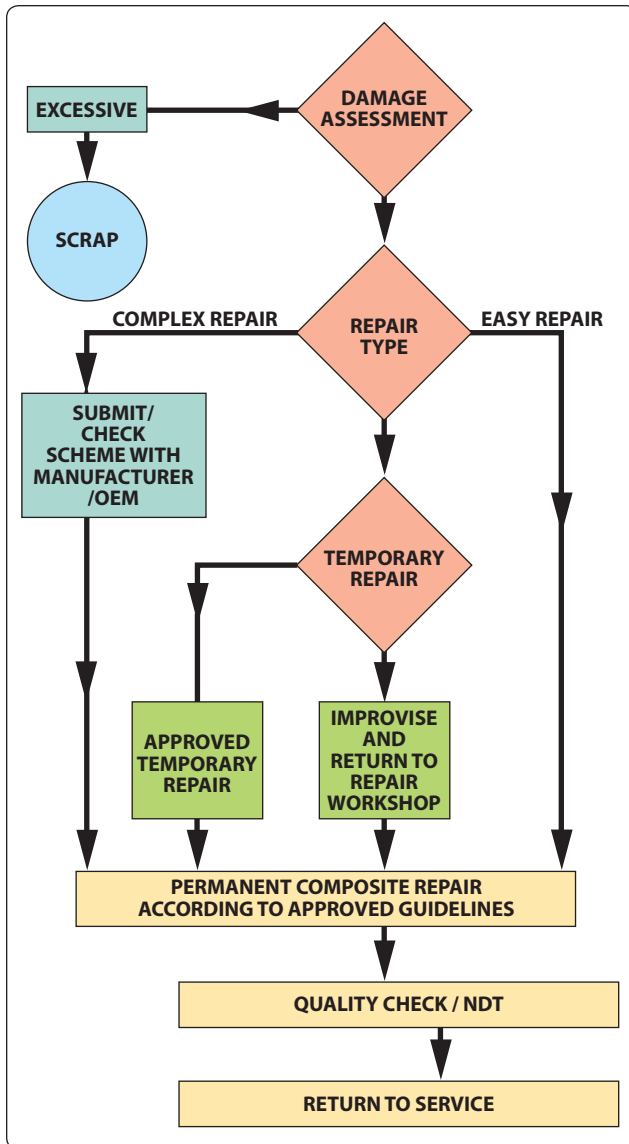 DAMAGE
ASSESSMENT
EXCESSIVE
SCRAP
COMPLEX REPAIR
REPAIR
TYPE
EASY REPAIR
SUBMIT/
CHECK
SCHEME WITH
MANUFACTURER
/OEM
TEMPORARY
REPAIR
APPROVED
TEMPORARY
REPAIR
IMPROVISE
AND
RETURN TO
REPAIR
WORKSHOP
PERMANENT COMPOSITE REPAIR
ACCORDING TO APPROVED GUIDELINES
QUALITY CHECK / NDT
RETURN TO SERVICE